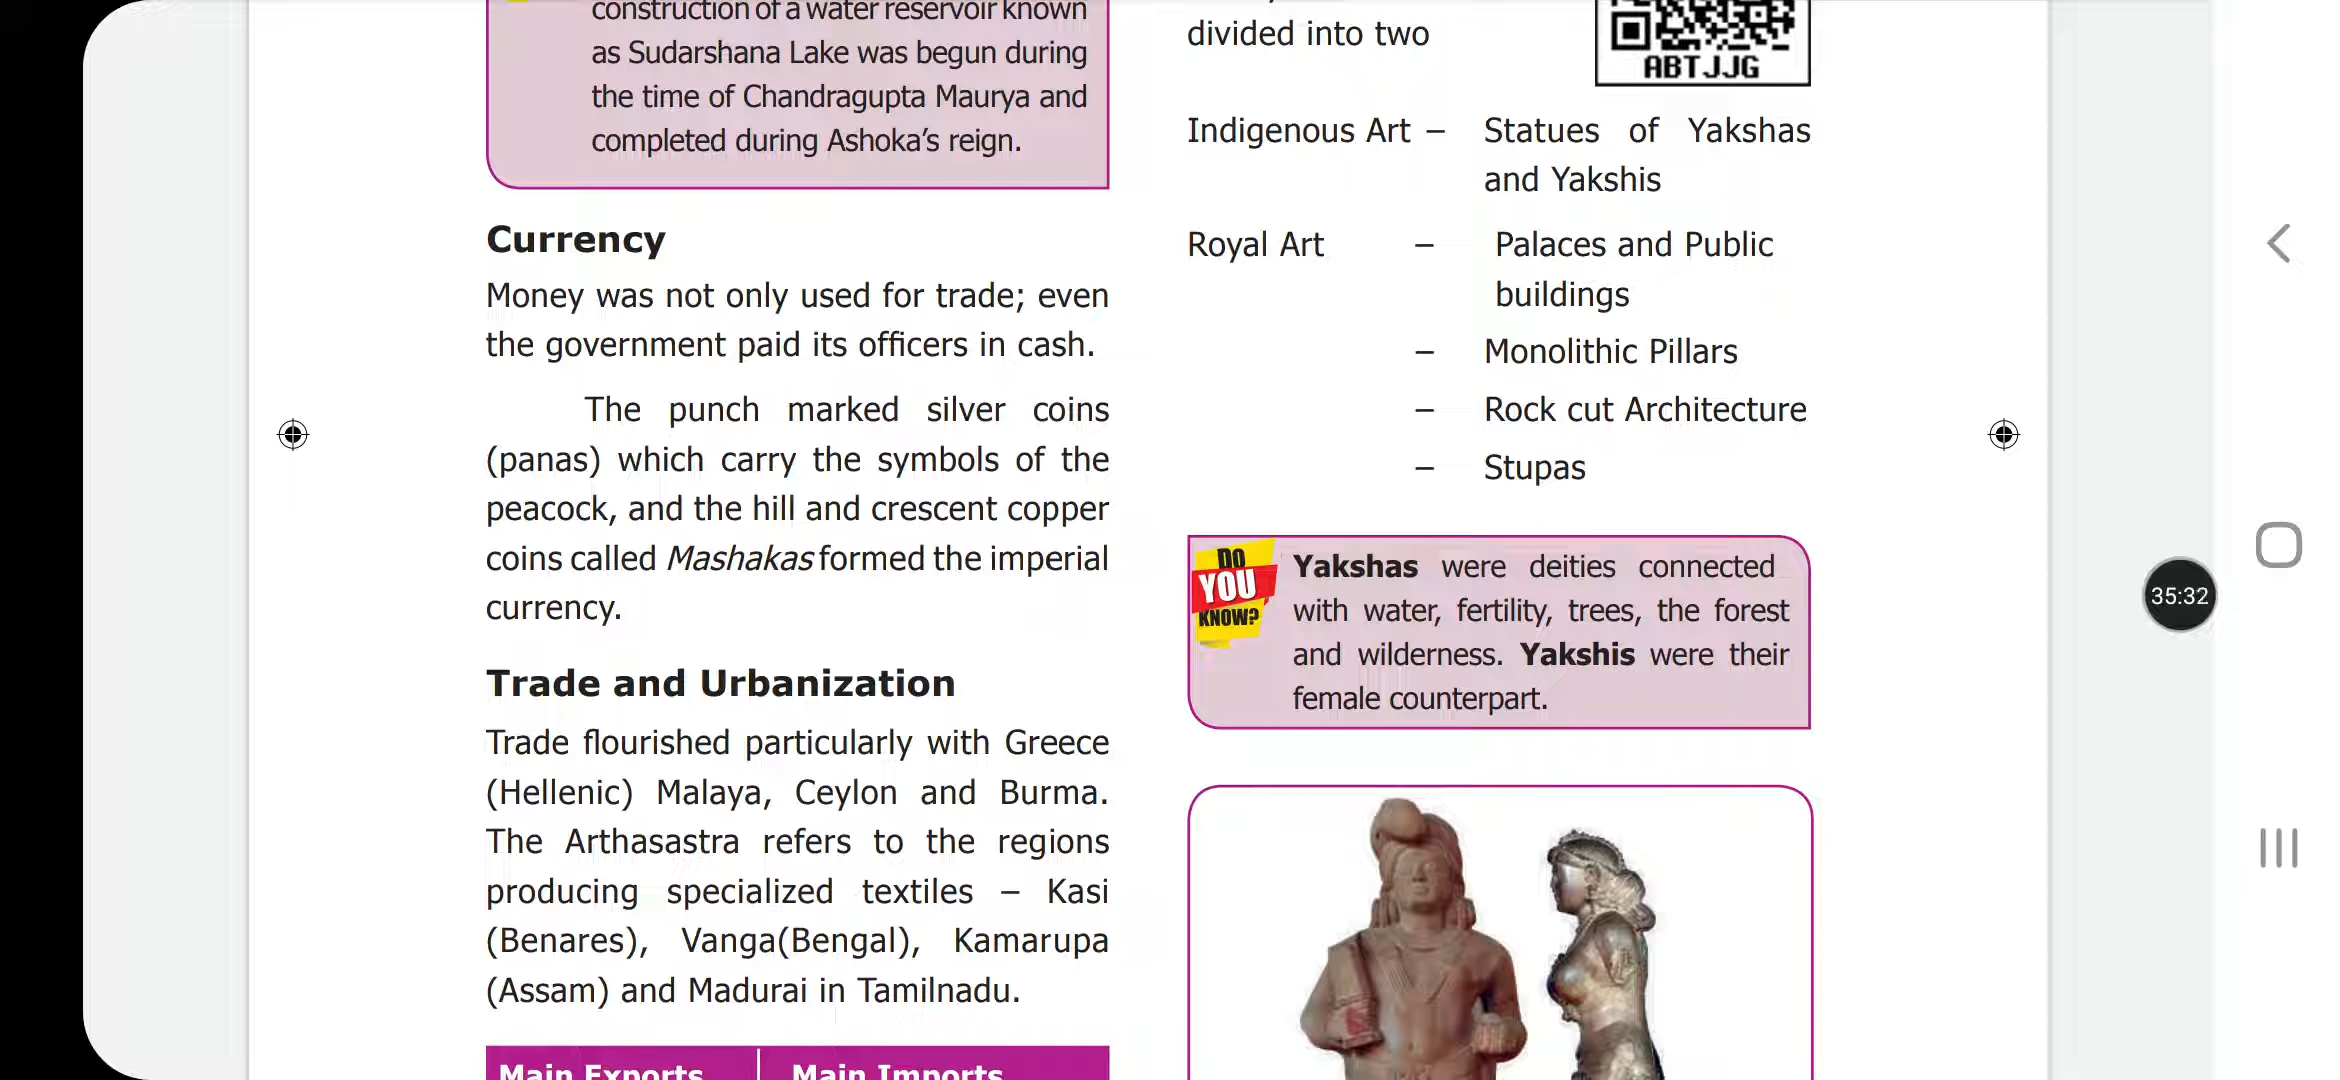 construction of a water reservoir known
as Sudarshana Lake was begun during
the time of Chandragupta Maurya and
completed during Ashoka's reign.
Currency
Money was not only used for trade; even
the government paid its officers in cash.
The punch marked silver coins
(panas) which carry the symbols of the
peacock, and the hill and crescent copper
coins called Mashakas formed the imperial
currency.
Trade and Urbanization
Trade flourished particularly with Greece
(Hellenic) Malaya, Ceylon and Burma.
The Arthasastra refers to the regions
producing specialized textiles – Kasi
(Benares), Vanga(Bengal), Kamarupa
(Assam) and Madurai in Tamilnadu.
Main Exports Main Imports
divided into two
ABTJJG
Indigenous Art – Statues of Yakshas
and Yakshis
Royal Art – Palaces and Public
buildings
– Monolithic Pillars
– Rock cut Architecture
– Stupas
DO
YOU
KNOW?
Yakshas were deities connected
with water, fertility, trees, the forest
and wilderness. Yakshis were their
female counterpart.
35:32